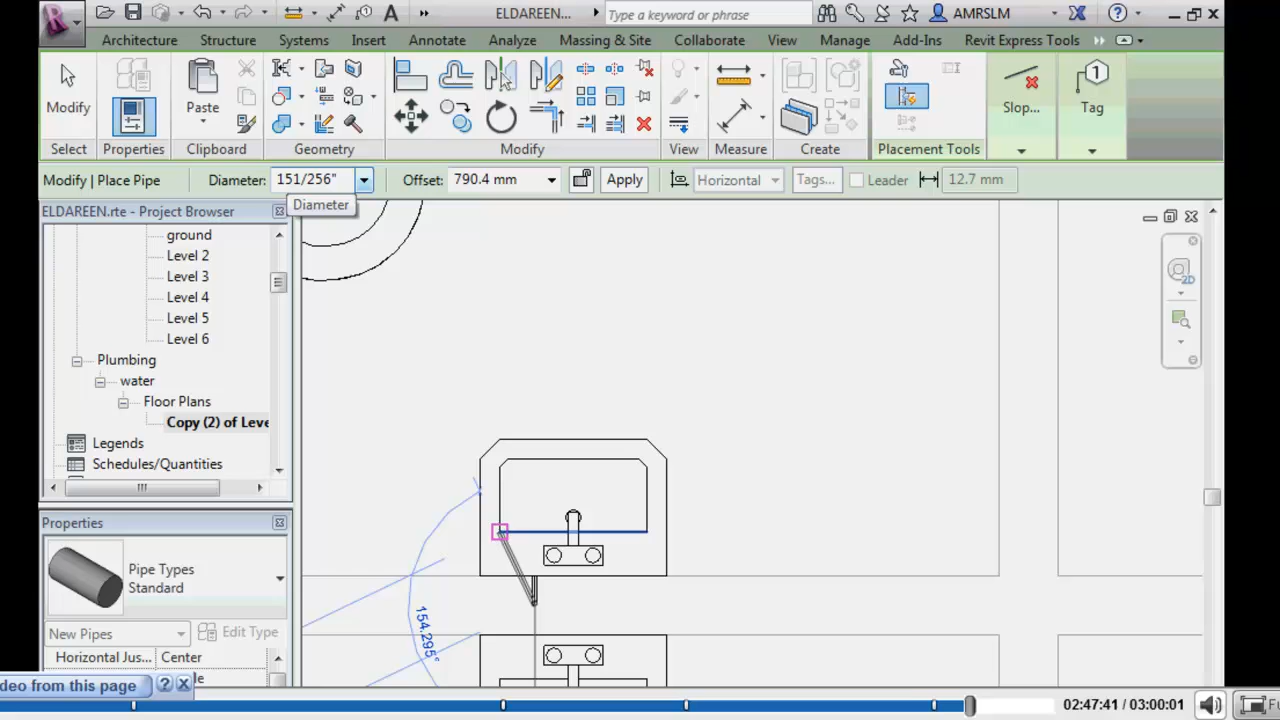 ELDAREEN...
Type a keyword or phrase
AMRSLM
Architecture Structure Systems Insert Annotate Analyze Massing & Site Collaborate View Manage Add-Ins Revit Express Tools
Modify
Paste
Slop...
1
Tag
Select Properties Clipboard Geometry Modify View Measure Create Placement Tools
Modify | Place Pipe Diameter: 151/256" Offset: 790.4 mm Apply Horizontal Tags... Leader 12.7 mm
Diameter
ELDAREEN.rte - Project Browser
ground
Level 2
Level 3
Level 4
Level 5
Level 6
Plumbing
water
Floor Plans
Copy (2) of Leve
Legends
Schedules/Quantities
2D
Properties
Pipe Types
Standard
New Pipes Edit Type
Horizontal Jus... Center
154.295°
deo from this page
02:47:41 / 03:00:01